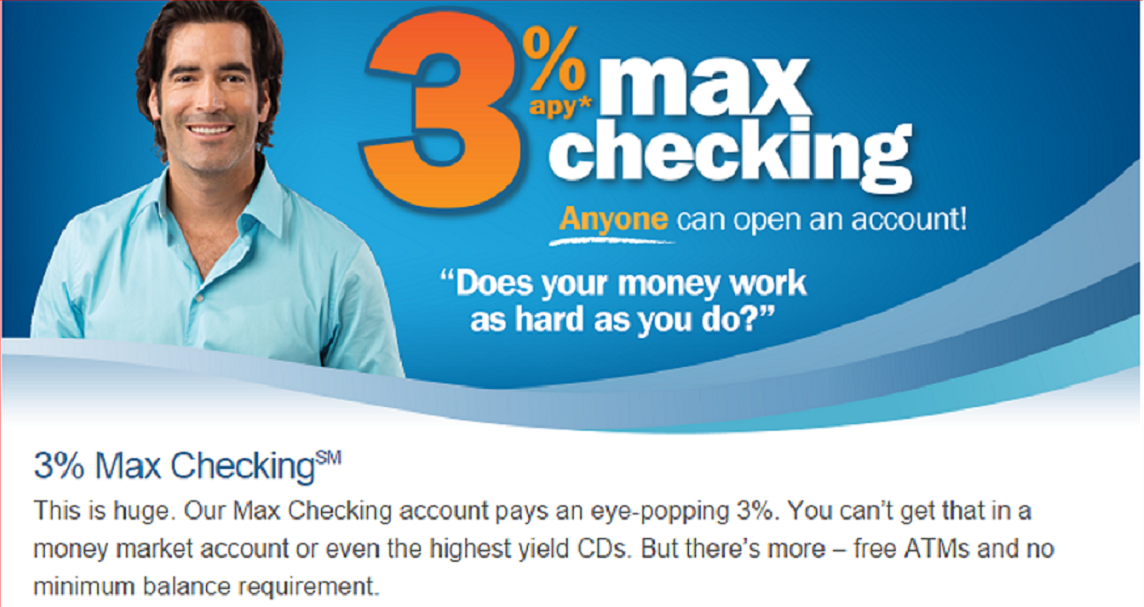 3% apy* max
checking
Anyone can open an account!
“Does your money work
as hard as you do?”
3% Max Checking℠
This is huge. Our Max Checking account pays an eye-popping 3%. You can’t get that in a
money market account or even the highest yield CDs. But there’s more – free ATMs and no
minimum balance requirement.